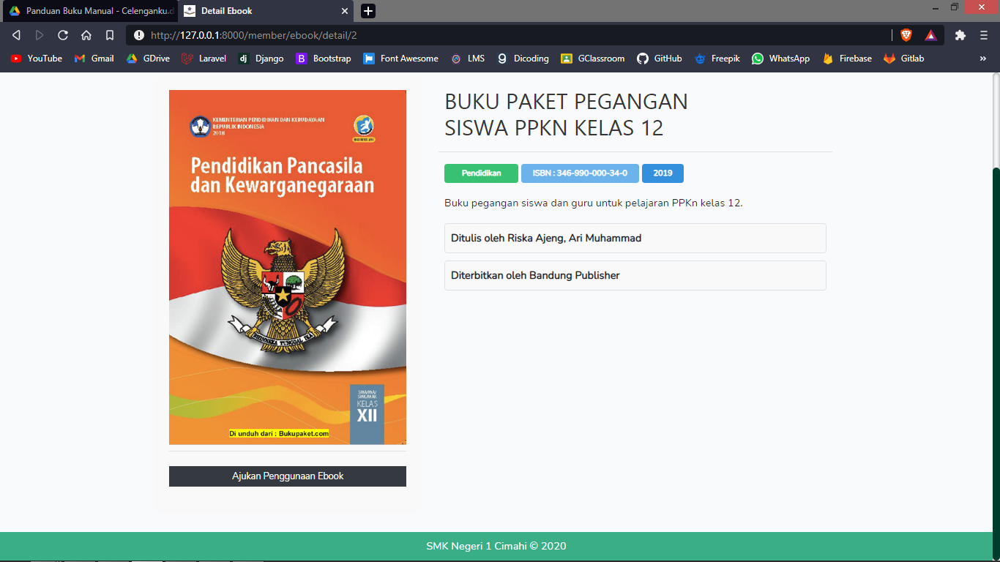 Panduan Buku Manual - Celenganku.d
Detail Ebook
http://127.0.0.1:8000/member/ebook/detail/2
YouTube
Gmail
GDrive
Laravel
dj Django
B Bootstrap
Font Awesome
LMS
Dicoding
GClassroom
GitHub
Freepik
WhatsApp
Firebase
Gitlab
KEMENTERIAN PENDIDIKAN DAN KEBUDAYAAN
REPUBLIK INDONESIA
2018
Pendidikan Pancasila
dan Kewarganegaraan
BHINNEKA TUNGGAL IKA
SMA/MA/
SMK/MAK
KELAS
XII
Di unduh dari : Bukupaket.com
Ajukan Penggunaan Ebook
BUKU PAKET PEGANGAN
SISWA PPKN KELAS 12
Pendidikan
ISBN : 346-990-000-34-0
2019
Buku pegangan siswa dan guru untuk pelajaran PPKn kelas 12.
Ditulis oleh Riska Ajeng, Ari Muhammad
Diterbitkan oleh Bandung Publisher
SMK Negeri 1 Cimahi © 2020